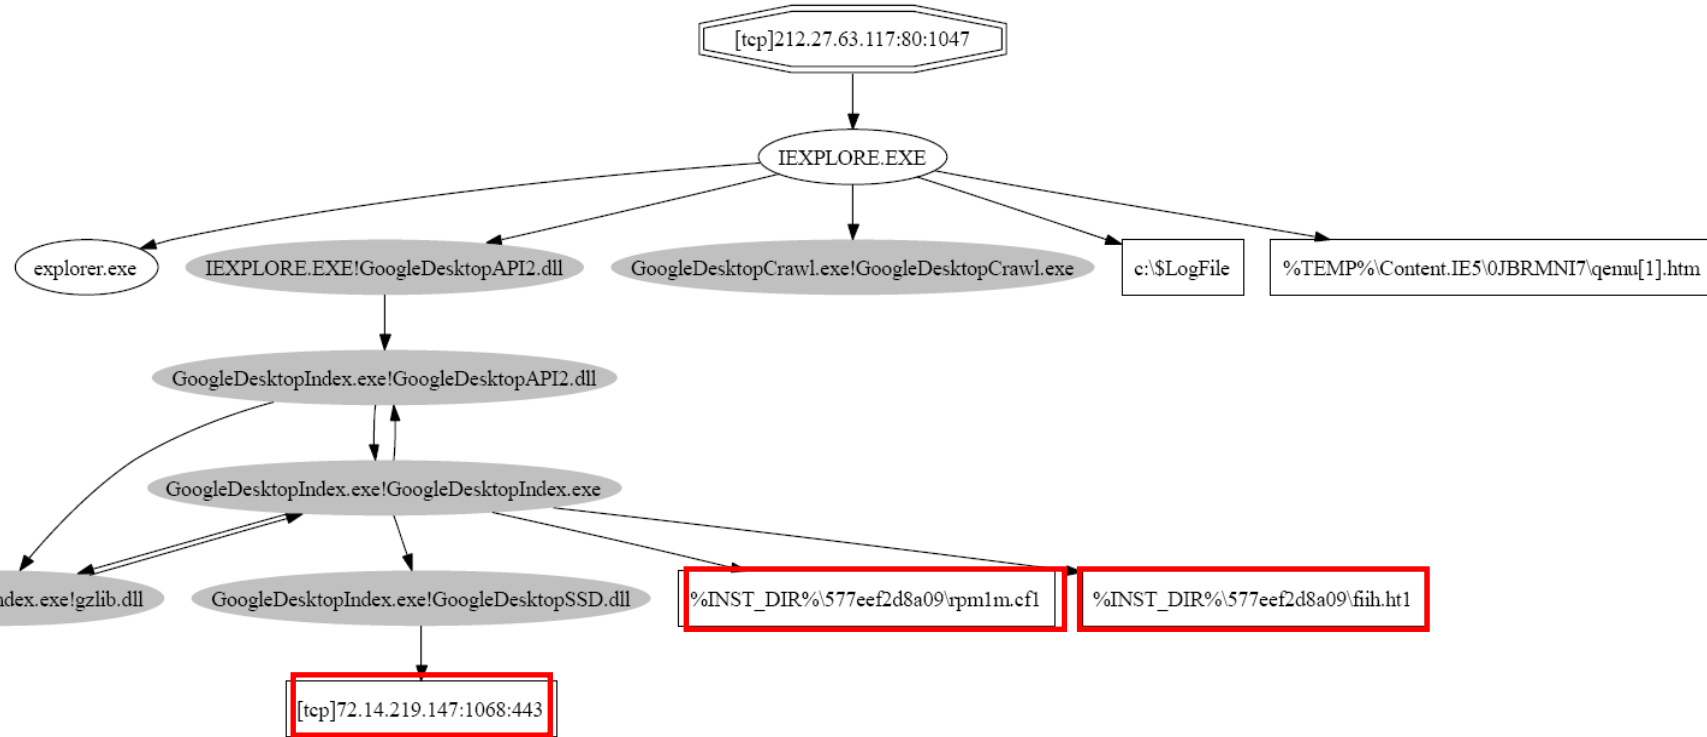 [tcp]212.27.63.117:80:1047
IEXPLORE.EXE
explorer.exe
IEXPLORE.EXE!GoogleDesktopAPI2.dll
GoogleDesktopCrawl.exe!GoogleDesktopCrawl.exe
c:\$LogFile
%TEMP%\Content.IE5\0JBRMNI7\qemu[1].htm
GoogleDesktopIndex.exe!GoogleDesktopAPI2.dll
GoogleDesktopIndex.exe!GoogleDesktopIndex.exe
ndex.exe!gzlib.dll
GoogleDesktopIndex.exe!GoogleDesktopSSD.dll
%INST_DIR%\577eef2d8a09\rpm1m.cf1
%INST_DIR%\577eef2d8a09\fiih.ht1
[tcp]72.14.219.147:1068:443